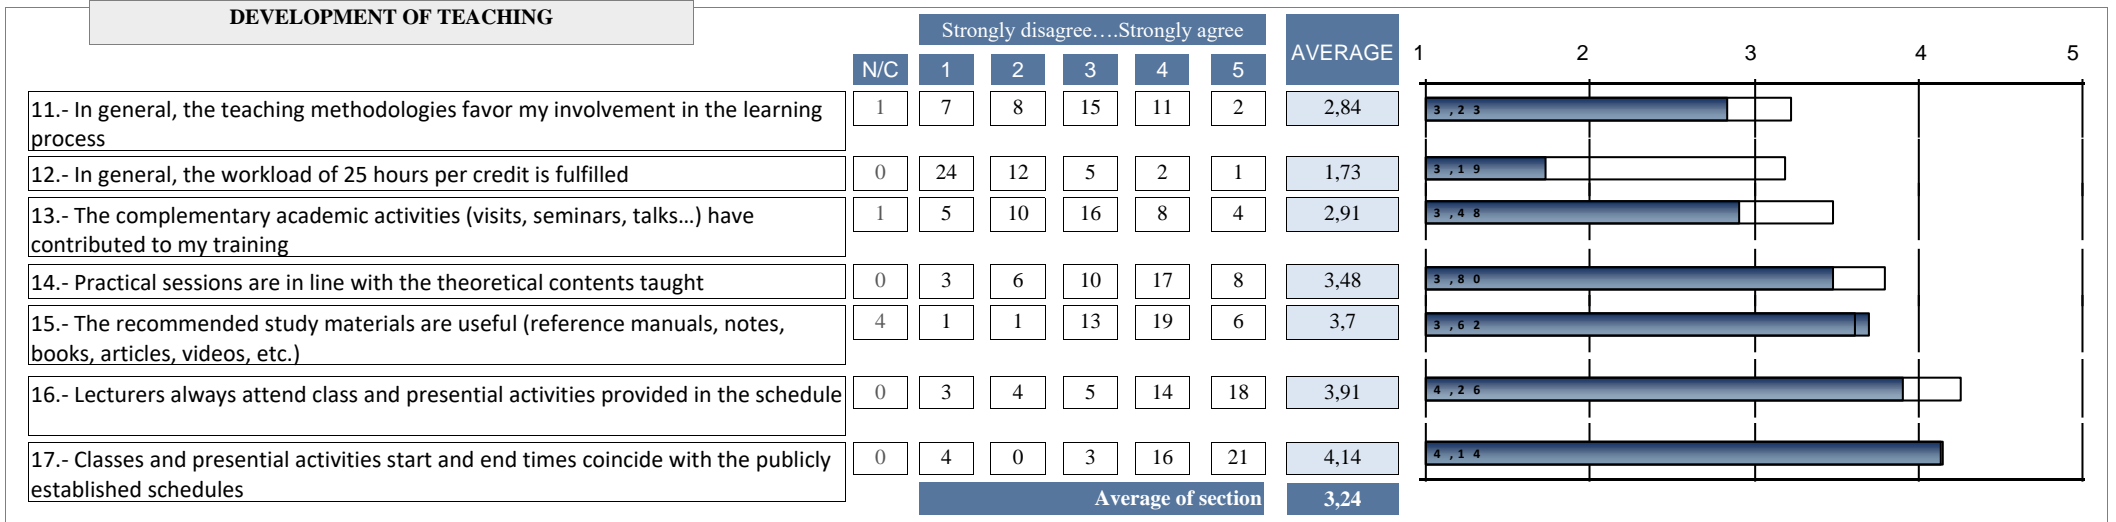 DEVELOPMENT OF TEACHING
Strongly disagree....Strongly agree
AVERAGE
N/C 1 2 3 4 5
1 2 3 4 5
11.- In general, the teaching methodologies favor my involvement in the learning
process
1 7 8 15 11 2 2,84 3,23
12.- In general, the workload of 25 hours per credit is fulfilled 0 24 12 5 2 1 1,73 3,19
13.- The complementary academic activities (visits, seminars, talks...) have
contributed to my training
1 5 10 16 8 4 2,91 3,48
14.- Practical sessions are in line with the theoretical contents taught 0 3 6 10 17 8 3,48 3,80
15.- The recommended study materials are useful (reference manuals, notes,
books, articles, videos, etc.)
4 1 1 13 19 6 3,7 3,62
16.- Lecturers always attend class and presential activities provided in the schedule 0 3 4 5 14 18 3,91 4,26
17.- Classes and presential activities start and end times coincide with the publicly
established schedules
0 4 0 3 16 21 4,14 4,14
Average of section 3,24